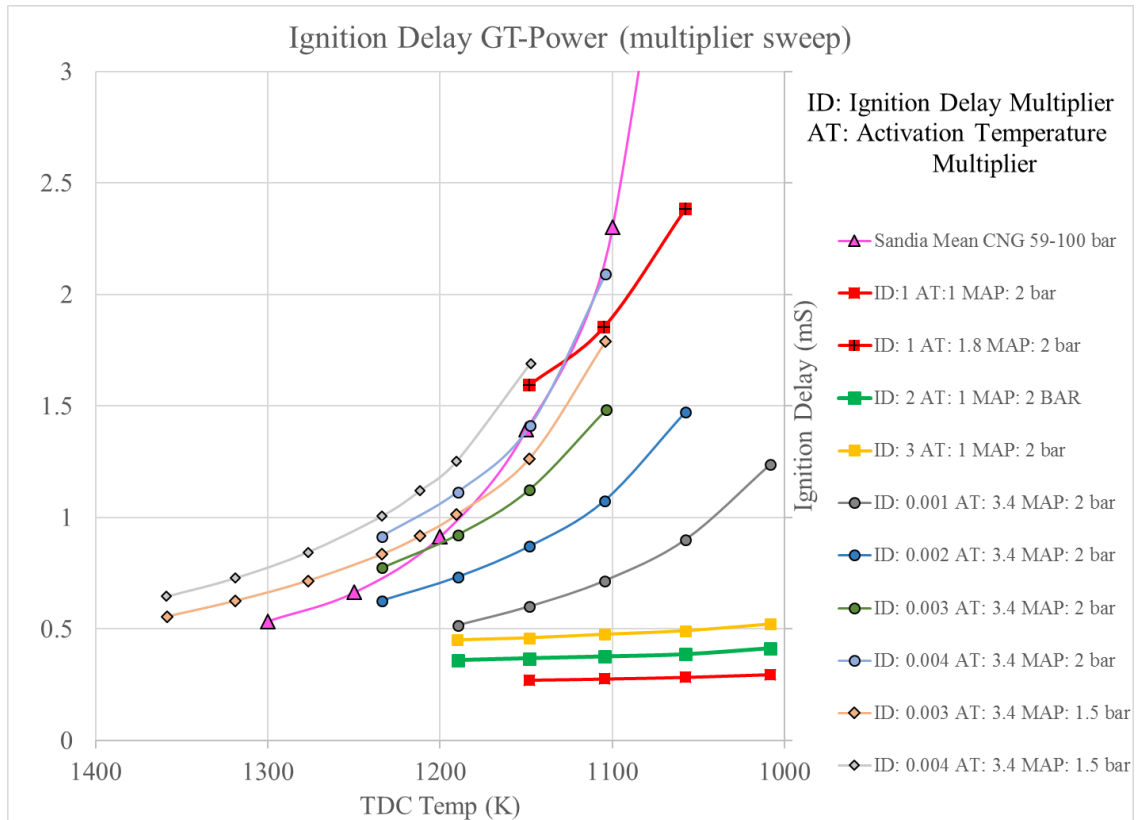 Ignition Delay GT-Power (multiplier sweep)
3
2.5
2
1.5
1
0.5
0
1400 1300 1200 1100 1000
TDC Temp (K)
Ignition Delay (mS)
ID: Ignition Delay Multiplier
AT: Activation Temperature
Multiplier
Sandia Mean CNG 59-100 bar
ID:1 AT:1 MAP: 2 bar
ID: 1 AT: 1.8 MAP: 2 bar
ID: 2 AT: 1 MAP: 2 BAR
ID: 3 AT: 1 MAP: 2 bar
ID: 0.001 AT: 3.4 MAP: 2 bar
ID: 0.002 AT: 3.4 MAP: 2 bar
ID: 0.003 AT: 3.4 MAP: 2 bar
ID: 0.004 AT: 3.4 MAP: 2 bar
ID: 0.003 AT: 3.4 MAP: 1.5 bar
ID: 0.004 AT: 3.4 MAP: 1.5 bar